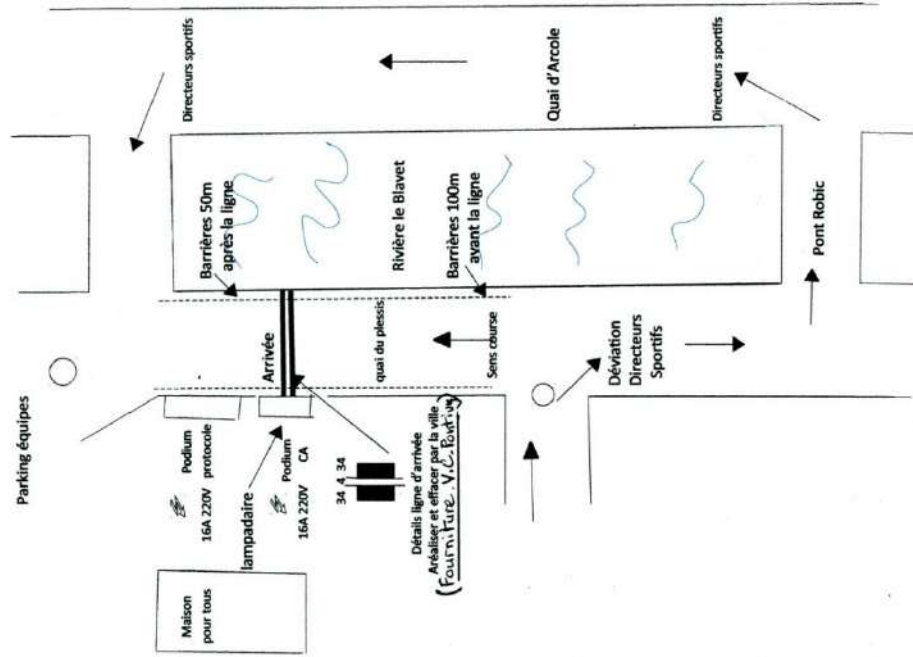 Parking équipes
Directeurs sportifs
Barrières 50m
après la ligne
Quai d'Arcole
Arrivée
Rivière le Blavet
quai du plessis
Barrières 100m
avant la ligne
Sens course
Directeurs sportifs
Déviation
Directeurs
Sportifs
Pont Robic
Podium
16A 220V protocole
lampadaire
Podium
16A 220V CA
34 4 34
Maison
pour tous
Détails ligne d'arrivée
Aréaliser et effacer par la ville
(Fourniture. V.C. Pontivy)